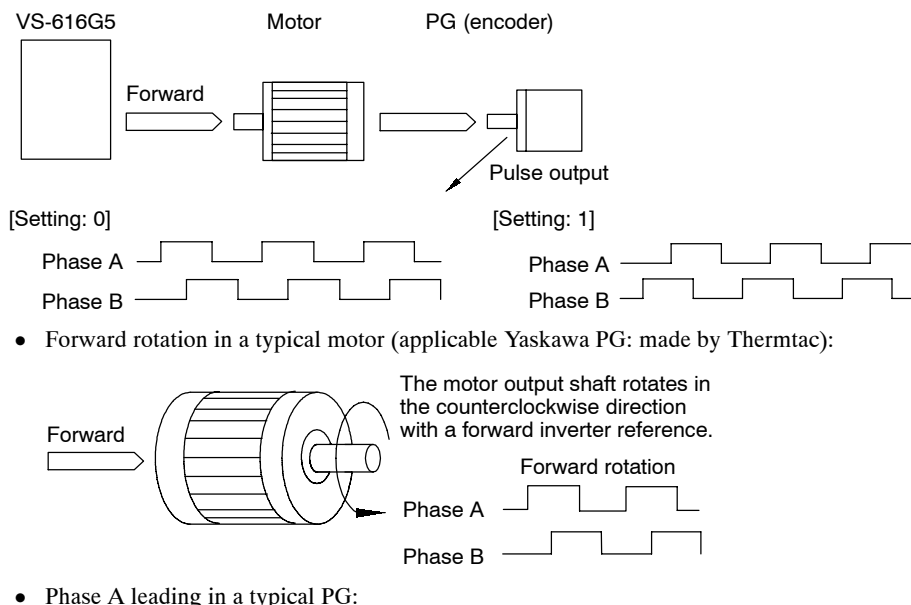 VS-616G5 Motor PG (encoder)
Forward
Pulse output
[Setting: 0] [Setting: 1]
Phase A Phase A
Phase B Phase B
• Forward rotation in a typical motor (applicable Yaskawa PG: made by Thermtac):
The motor output shaft rotates in
the counterclockwise direction
with a forward inverter reference.
Forward
Forward rotation
Phase A
Phase B
• Phase A leading in a typical PG: